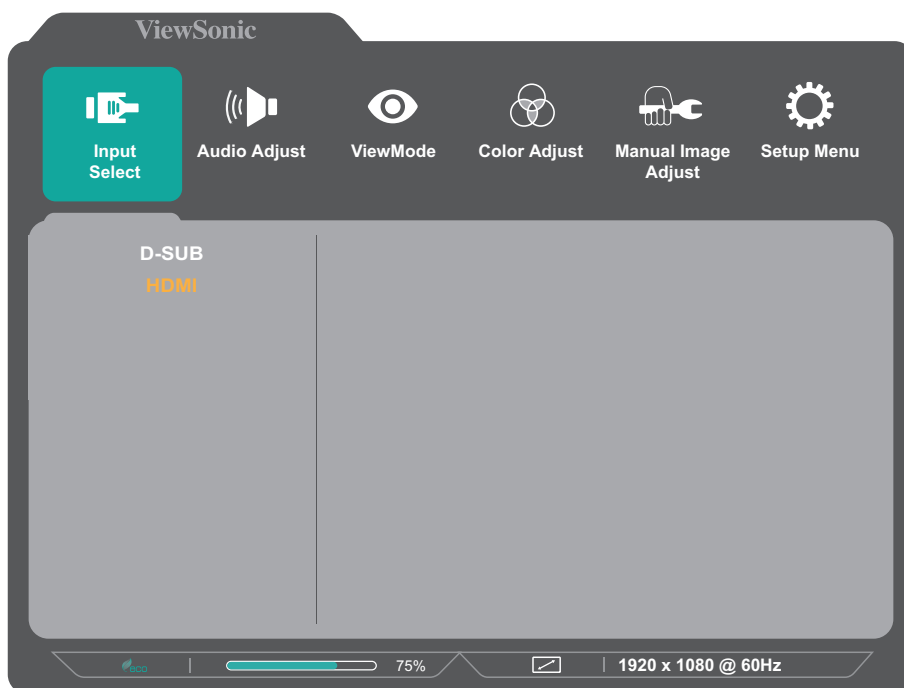 ViewSonic
Input
Select
Audio Adjust
ViewMode
Color Adjust
Manual Image
Adjust
Setup Menu
D-SUB
HDMI
eco
75%
1920 x 1080 @ 60Hz